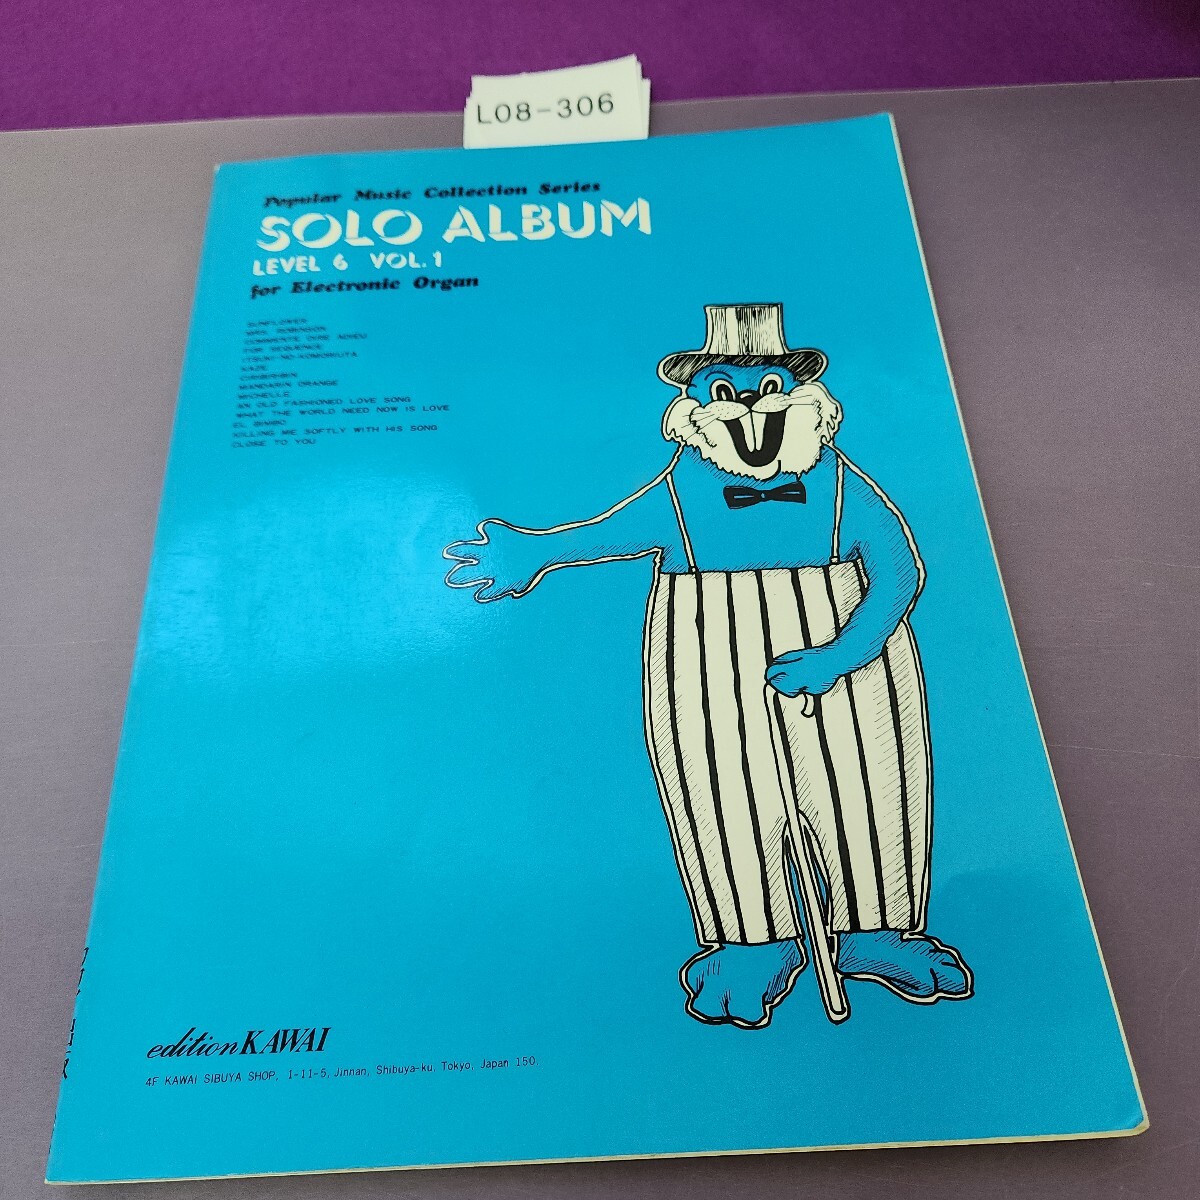 L08-306
Popular Music Collection Series
SOLO ALBUM
LEVEL 6 VOL.1
for Electronic Organ
SUNFLOWER
MRS. ROBINSON
COMMENTE DIRE ADIEU
FOR SEQUENCE
ITSUKI-NO-KOMORIUTA
KAZE
CIRIBIRIBIN
MANDARIN ORANGE
MICHELLE
AN OLD FASHIONED LOVE SONG
WHAT THE WORLD NEED NOW IS LOVE
EL BIMBO
KILLING ME SOFTLY WITH HIS SONG
CLOSE TO YOU
edition KAWAI
4F KAWAI SIBUYA SHOP, 1-11-5, Jinnan, Shibuya-ku, Tokyo, Japan 150.